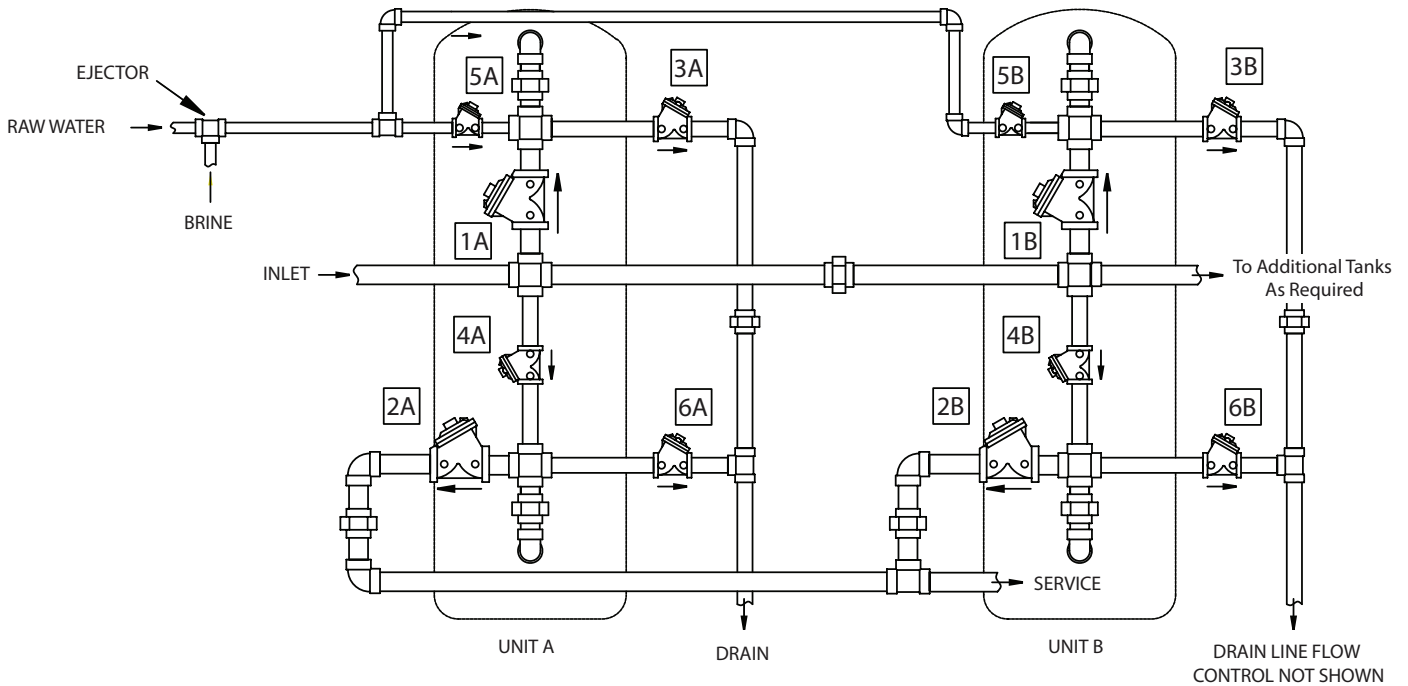 5A
3A
5B
3B
EJECTOR
RAW WATER
BRINE
1A
1B
INLET
To Additional Tanks
As Required
4A
4B
2A
6A
2B
6B
SERVICE
UNIT A
DRAIN
UNIT B
DRAIN LINE FLOW
CONTROL NOT SHOWN